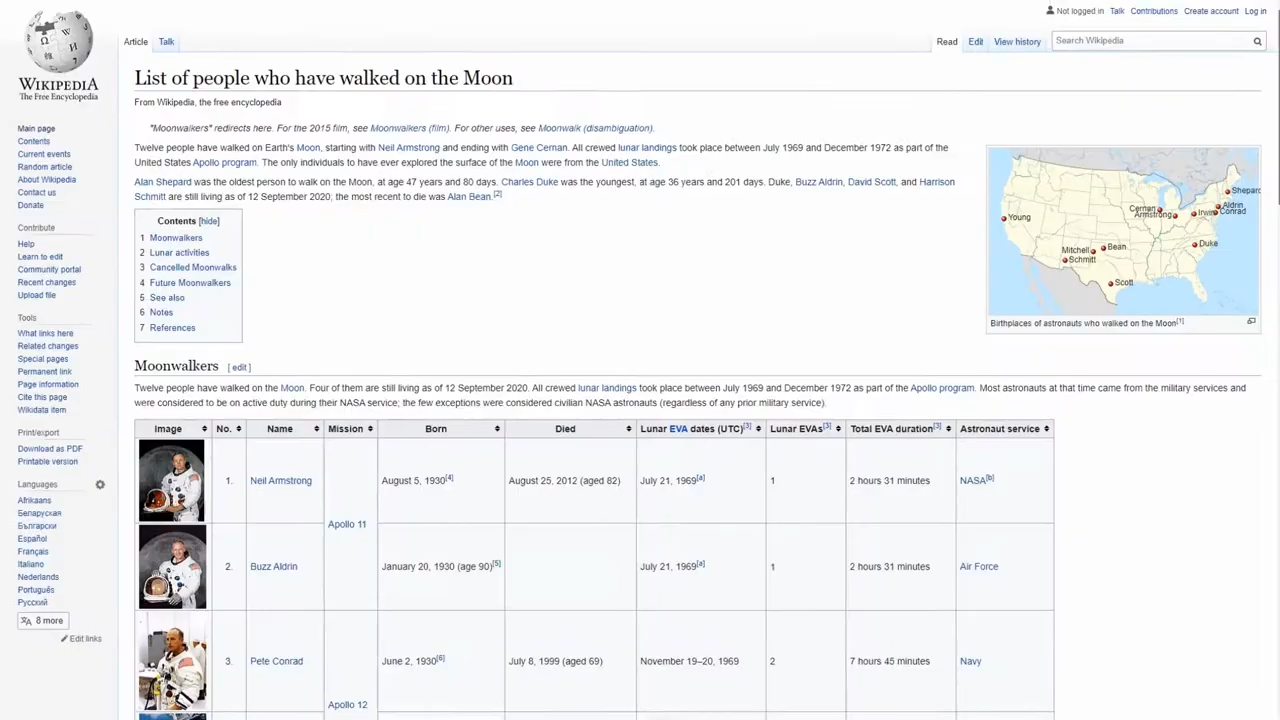 Not logged in Talk Contributions Create account Log in
Article Talk
Read Edit View history Search Wikipedia
WIKIPEDIA
The Free Encyclopedia
Main page
Contents
Current events
Random article
About Wikipedia
Contact us
Donate
Contribute
Help
Learn to edit
Community portal
Recent changes
Upload file
Tools
What links here
Related changes
Special pages
Permanent link
Page information
Cite this page
Wikidata item
Print/export
Download as PDF
Printable version
Languages
Afrikaans
Беларуская
Български
Español
Français
Italiano
Nederlands
Português
Русский
8 more
Edit links
List of people who have walked on the Moon
From Wikipedia, the free encyclopedia
"Moonwalkers" redirects here. For the 2015 film, see Moonwalkers (film). For other uses, see Moonwalk (disambiguation).
Twelve people have walked on Earth's Moon, starting with Neil Armstrong and ending with Gene Cernan. All crewed lunar landings took place between July 1969 and December 1972 as part of the
United States Apollo program. The only individuals to have ever explored the surface of the Moon were from the United States.
Alan Shepard was the oldest person to walk on the Moon, at age 47 years and 80 days. Charles Duke was the youngest, at age 36 years and 201 days. Duke, Buzz Aldrin, David Scott, and Harrison
Schmitt are still living as of 12 September 2020; the most recent to die was Alan Bean.[2]
Contents [hide]
1 Moonwalkers
2 Lunar activities
3 Cancelled Moonwalks
4 Future Moonwalkers
5 See also
6 Notes
7 References
Shepard
Aldrin
Conrad
Irwin
Cernan
Armstrong
Young
Duke
Mitchell
Bean
Schmitt
Scott
Birthplaces of astronauts who walked on the Moon[1]
Moonwalkers [ edit ]
Twelve people have walked on the Moon. Four of them are still living as of 12 September 2020. All crewed lunar landings took place between July 1969 and December 1972 as part of the Apollo program. Most astronauts at that time came from the military services and
were considered to be on active duty during their NASA service; the few exceptions were considered civilian NASA astronauts (regardless of any prior military service).
Image No. Name Mission Born Died Lunar EVA dates (UTC)[3] Lunar EVAs[3] Total EVA duration[3] Astronaut service
1. Neil Armstrong August 5, 1930[4] August 25, 2012 (aged 82) July 21, 1969[a] 1 2 hours 31 minutes NASA[b]
Apollo 11
2. Buzz Aldrin January 20, 1930 (age 90)[5] July 21, 1969[a] 1 2 hours 31 minutes Air Force
3. Pete Conrad June 2, 1930[6] July 8, 1999 (aged 69) November 19–20, 1969 2 7 hours 45 minutes Navy
Apollo 12